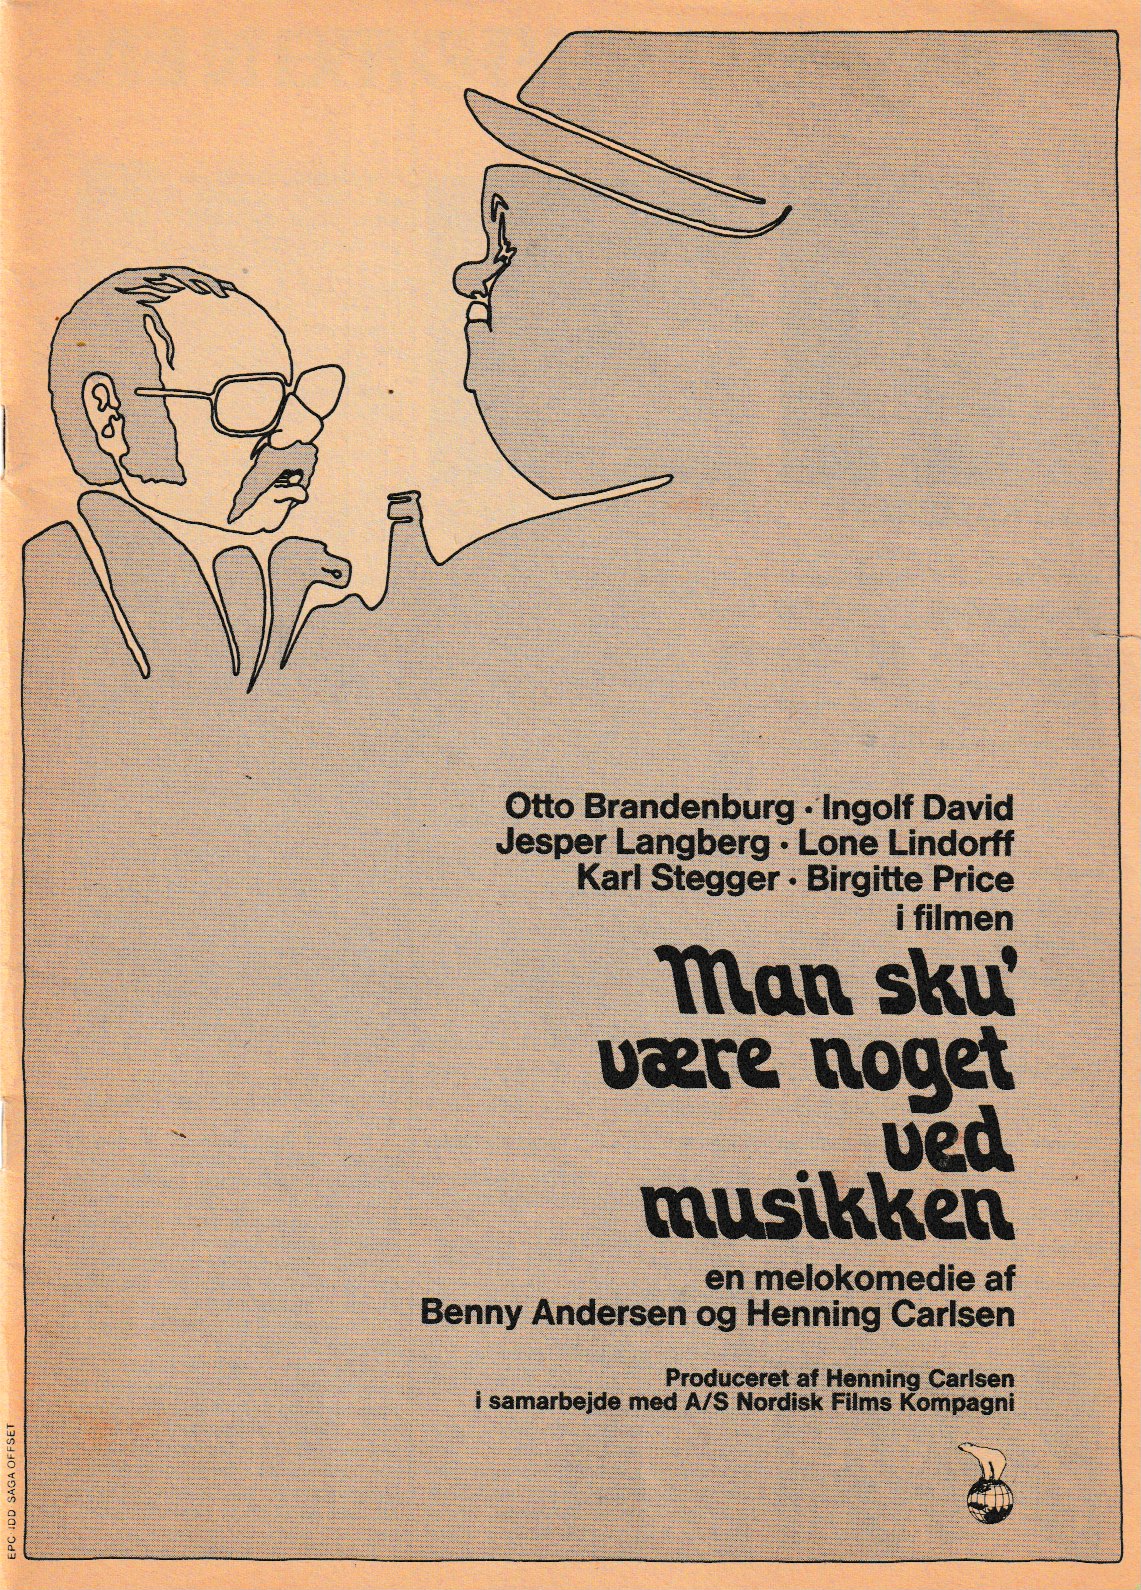 Otto Brandenburg · Ingolf David
Jesper Langberg · Lone Lindorff
Karl Stegger · Birgitte Price
i filmen
Man sku'
være noget
ved
musikken
en melokomedie af
Benny Andersen og Henning Carlsen
Produceret af Henning Carlsen
i samarbejde med A/S Nordisk Films Kompagni
SAGA OFFSET